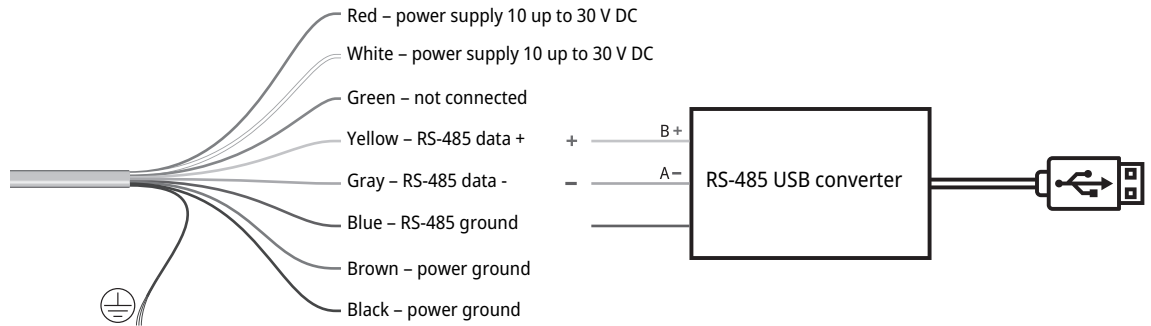 Red – power supply 10 up to 30 V DC
White – power supply 10 up to 30 V DC
Green – not connected
Yellow – RS-485 data +
+
B +
Gray – RS-485 data -
–
A –
RS-485 USB converter
Blue – RS-485 ground
Brown – power ground
Black – power ground